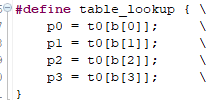 #define table_lookup { \
p0 = t0[b[0]]; \
p1 = t0[b[1]]; \
p2 = t0[b[2]]; \
p3 = t0[b[3]]; \
}